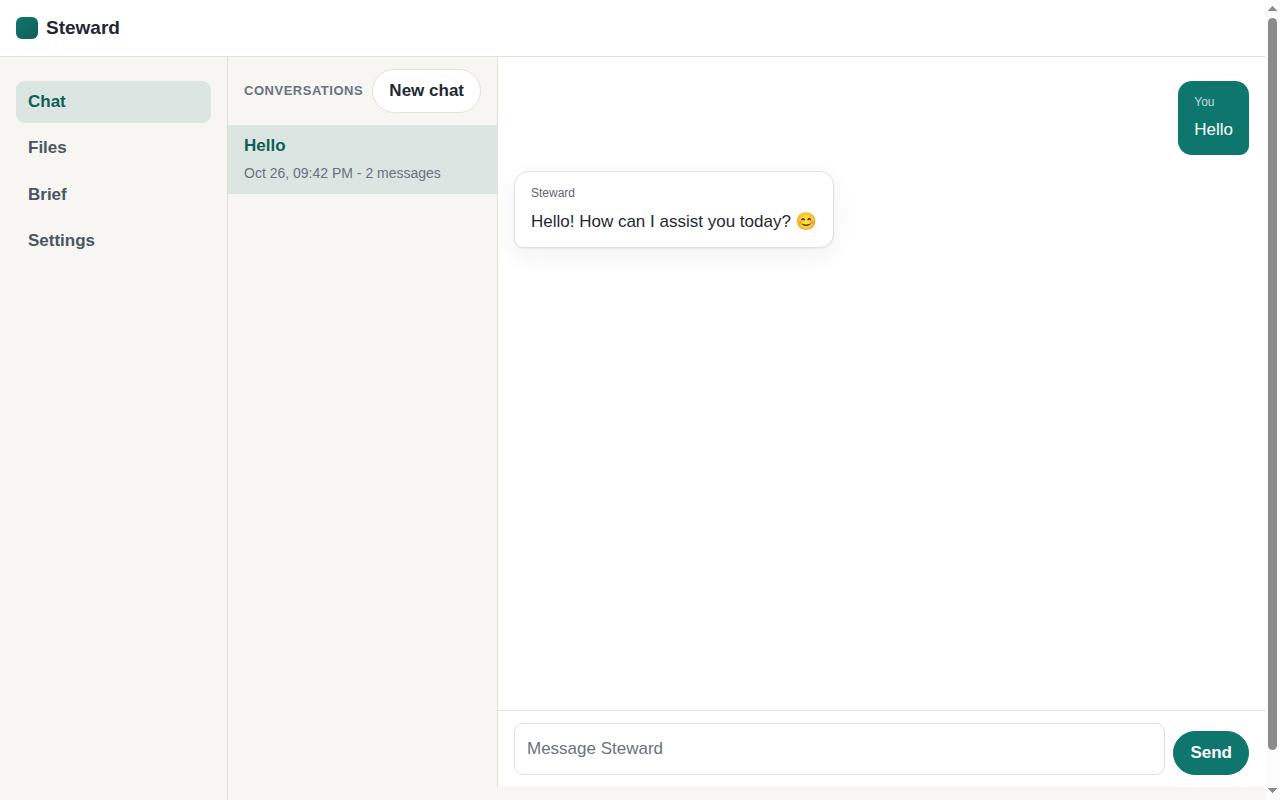 Steward
Chat
Files
Brief
Settings
CONVERSATIONS
New chat
Hello
Oct 26, 09:42 PM - 2 messages
You
Hello
Steward
Hello! How can I assist you today? 😊
Message Steward
Send